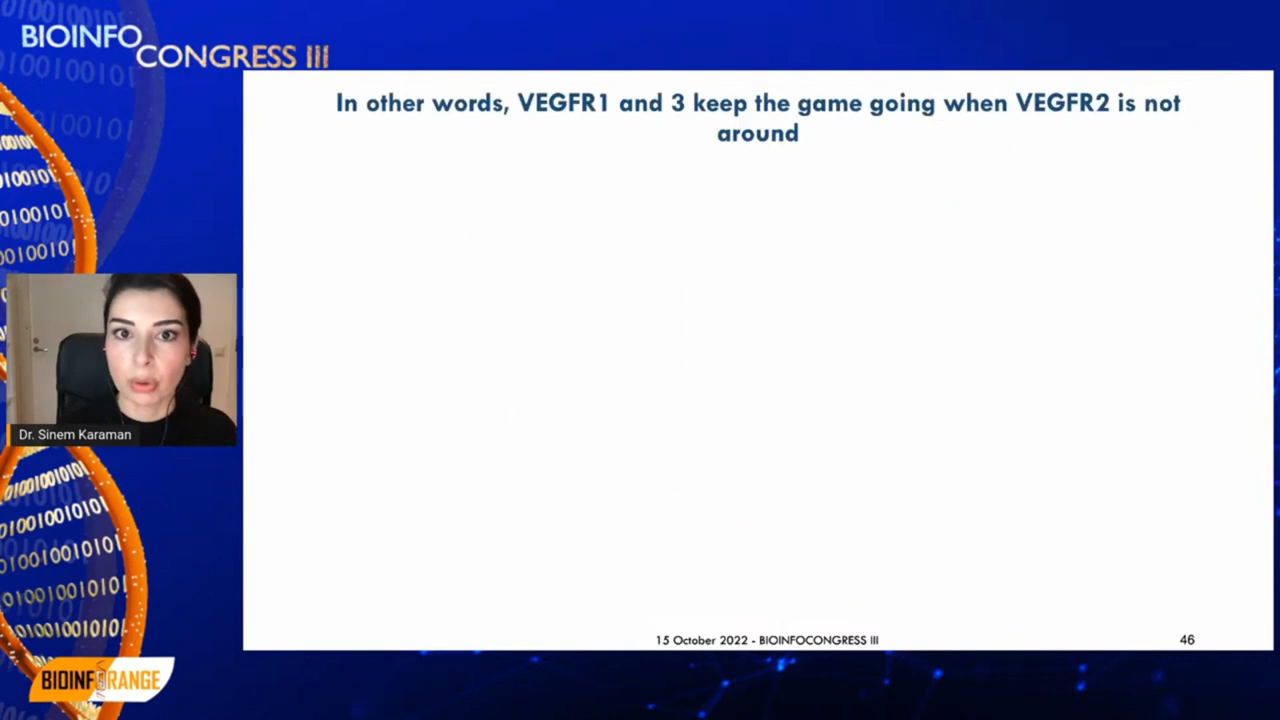 BIOINFO
CONGRESS III
In other words, VEGFR1 and 3 keep the game going when VEGFR2 is not
around
Dr. Sinem Karaman
15 October 2022 - BIOINFOCONGRESS III
46